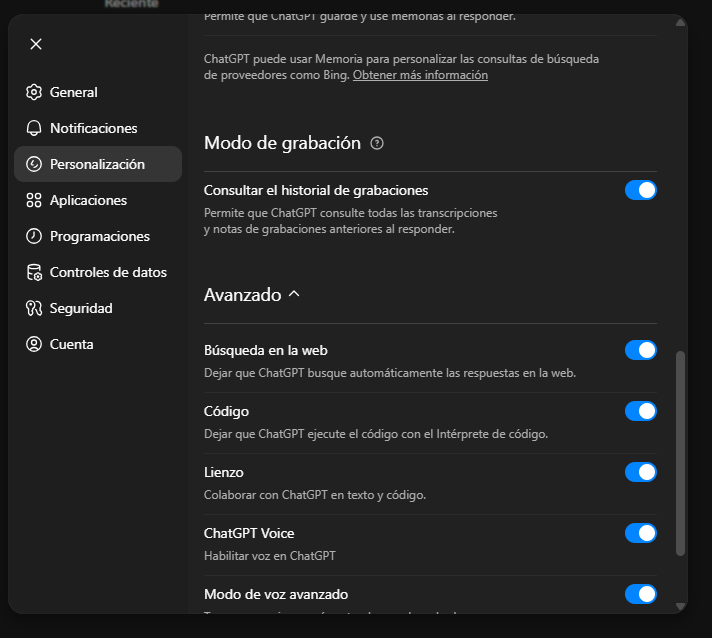 Reciente
Permite que ChatGPT guarde y use memorias al responder.
ChatGPT puede usar Memoria para personalizar las consultas de búsqueda
de proveedores como Bing. Obtener más información
General
Notificaciones
Personalización
Aplicaciones
Programaciones
Controles de datos
Seguridad
Cuenta
Modo de grabación
Consultar el historial de grabaciones
Permite que ChatGPT consulte todas las transcripciones
y notas de grabaciones anteriores al responder.
Avanzado
Búsqueda en la web
Dejar que ChatGPT busque automáticamente las respuestas en la web.
Código
Dejar que ChatGPT ejecute el código con el Intérprete de código.
Lienzo
Colaborar con ChatGPT en texto y código.
ChatGPT Voice
Habilitar voz en ChatGPT
Modo de voz avanzado